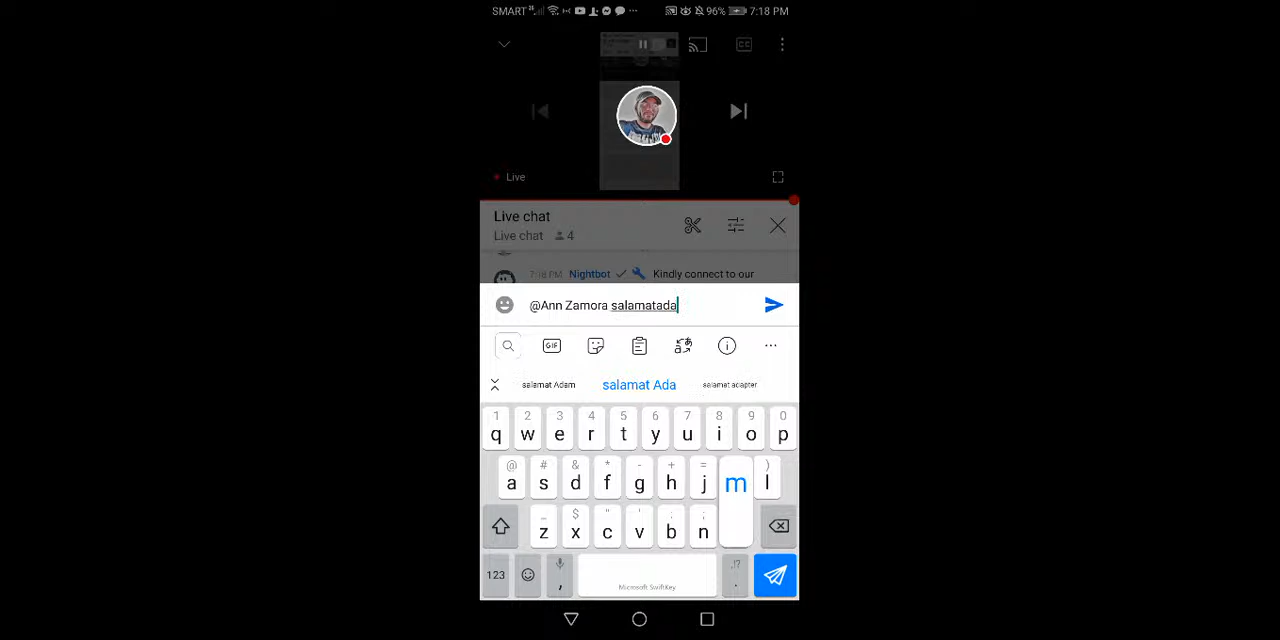 SMART 96% 7:18 PM
CC
Live
Live chat
Live chat 4
7:18 PM Nightbot Kindly connect to our
@Ann Zamora salamatada
GIF
salamat Adam salamat Ada salamat adapter
1 2 3 4 5 6 7 8 9 0
q w e r t y u i o p
@ # & * - + = )
a s d f g h j m l
_ $ " ' : ;
z x c v b n
123 , Microsoft SwiftKey ,!? .